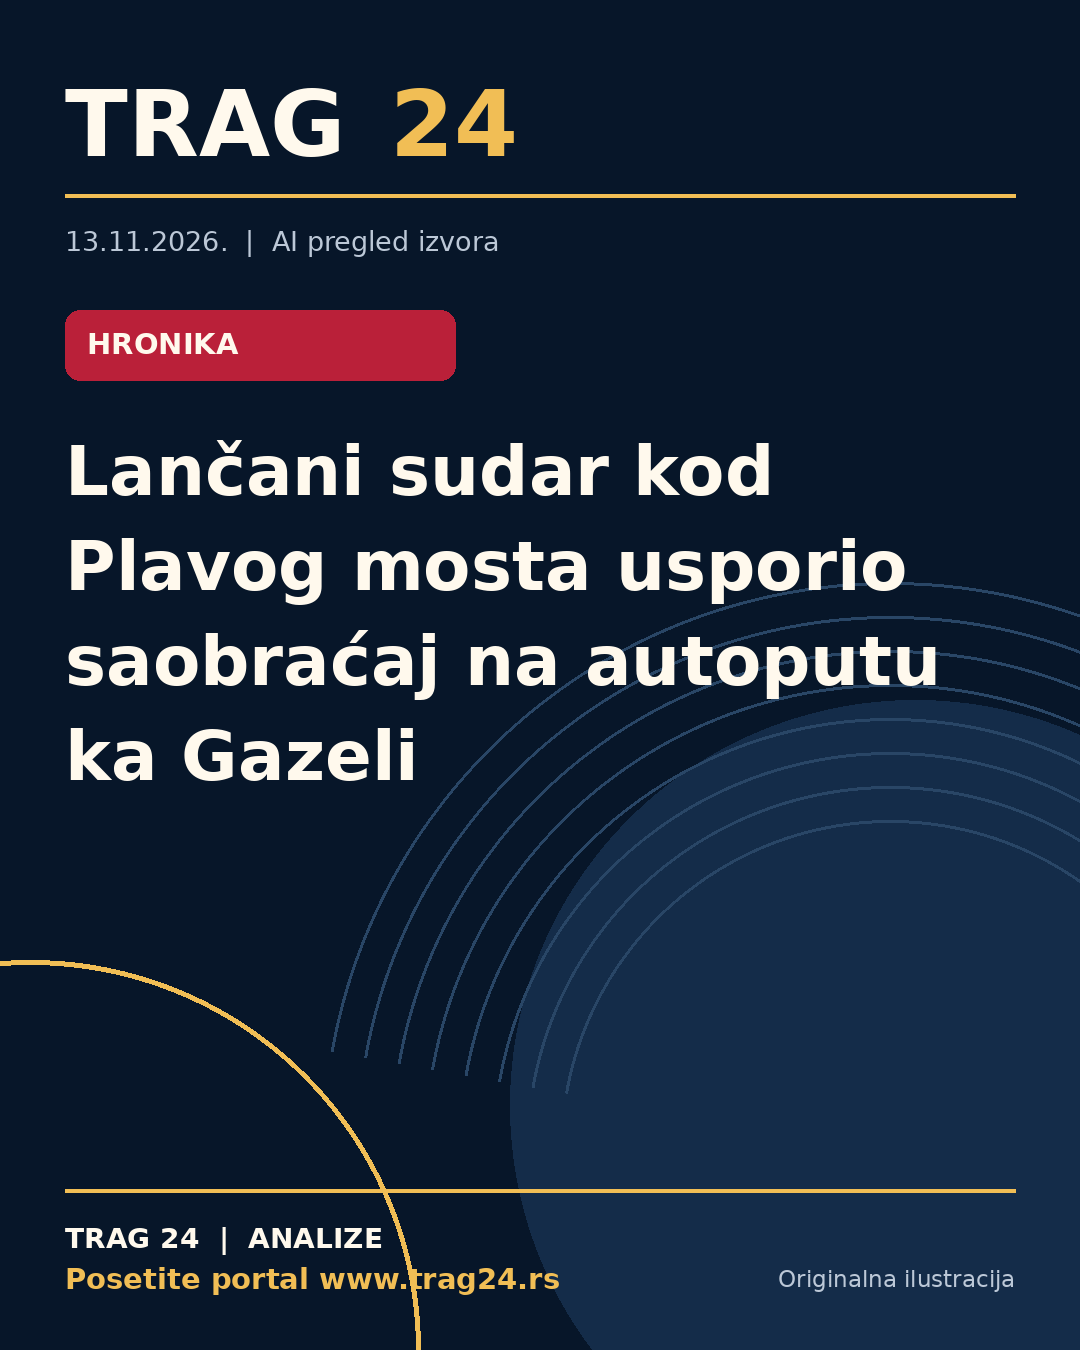 TRAG 24
13.11.2026. | AI pregled izvora
HRONIKA
Lančani sudar kod
Plavog mosta usporio
saobraćaj na autoputu
ka Gazeli
TRAG 24 | ANALIZE
Posetite portal www.trag24.rs
Originalna ilustracija